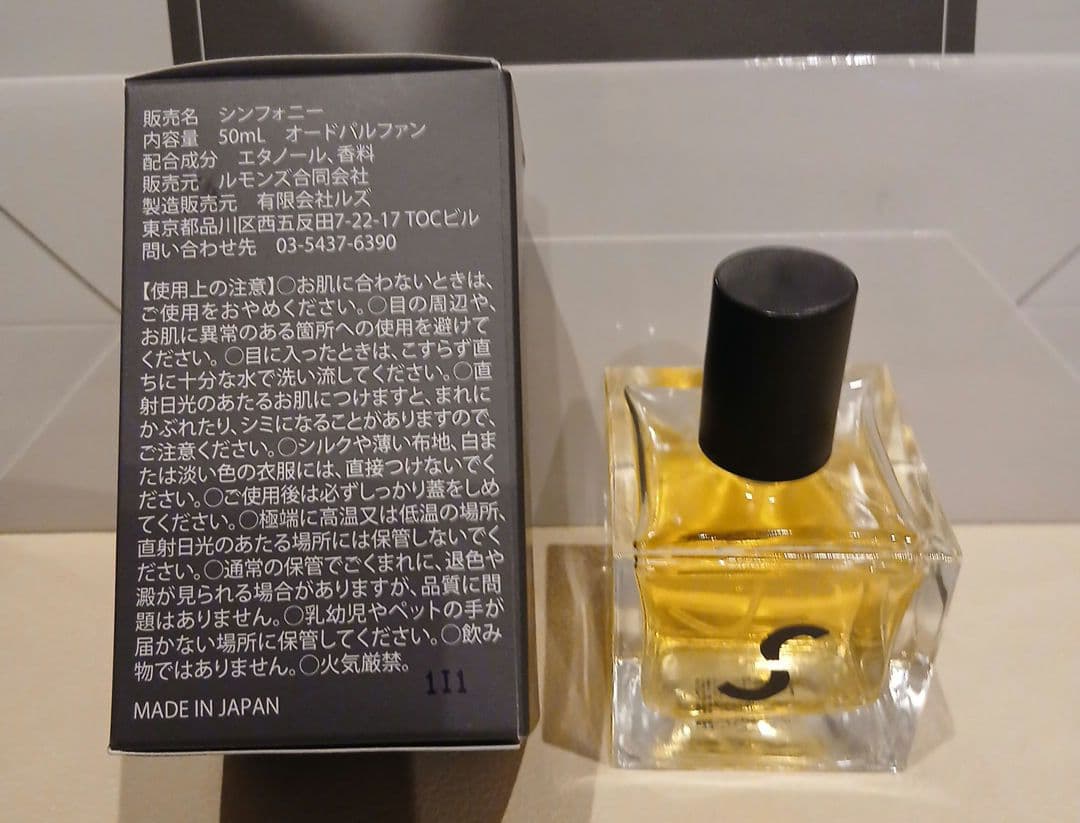 販売名 シンフォニー
内容量 50mL オードパルファン
配合成分 エタノール、香料
販売元 ルモンズ合同会社
製造販売元 有限会社ルズ
東京都品川区西五反田7-22-17 TOCビル
問い合わせ先 03-5437-6390
【使用上の注意】○お肌に合わないときは、
ご使用をおやめください。○目の周辺や、
お肌に異常のある箇所への使用を避けて
ください。○目に入ったときは、こすらず直
ちに十分な水で洗い流してください。○直
射日光のあたるお肌につけますと、まれに
かぶれたり、シミになることがありますので、
ご注意ください。○シルクや薄い布地、白ま
たは淡い色の衣服には、直接つけないでく
ださい。○ご使用後は必ずしっかり蓋をしめ
てください。○極端に高温又は低温の場所、
直射日光のあたる場所には保管しないでく
ださい。○通常の保管でごくまれに、退色や
澱が見られる場合がありますが、品質に問
題はありません。○乳幼児やペットの手が
届かない場所に保管してください。○飲み
物ではありません。○火気厳禁。
1I1
MADE IN JAPAN